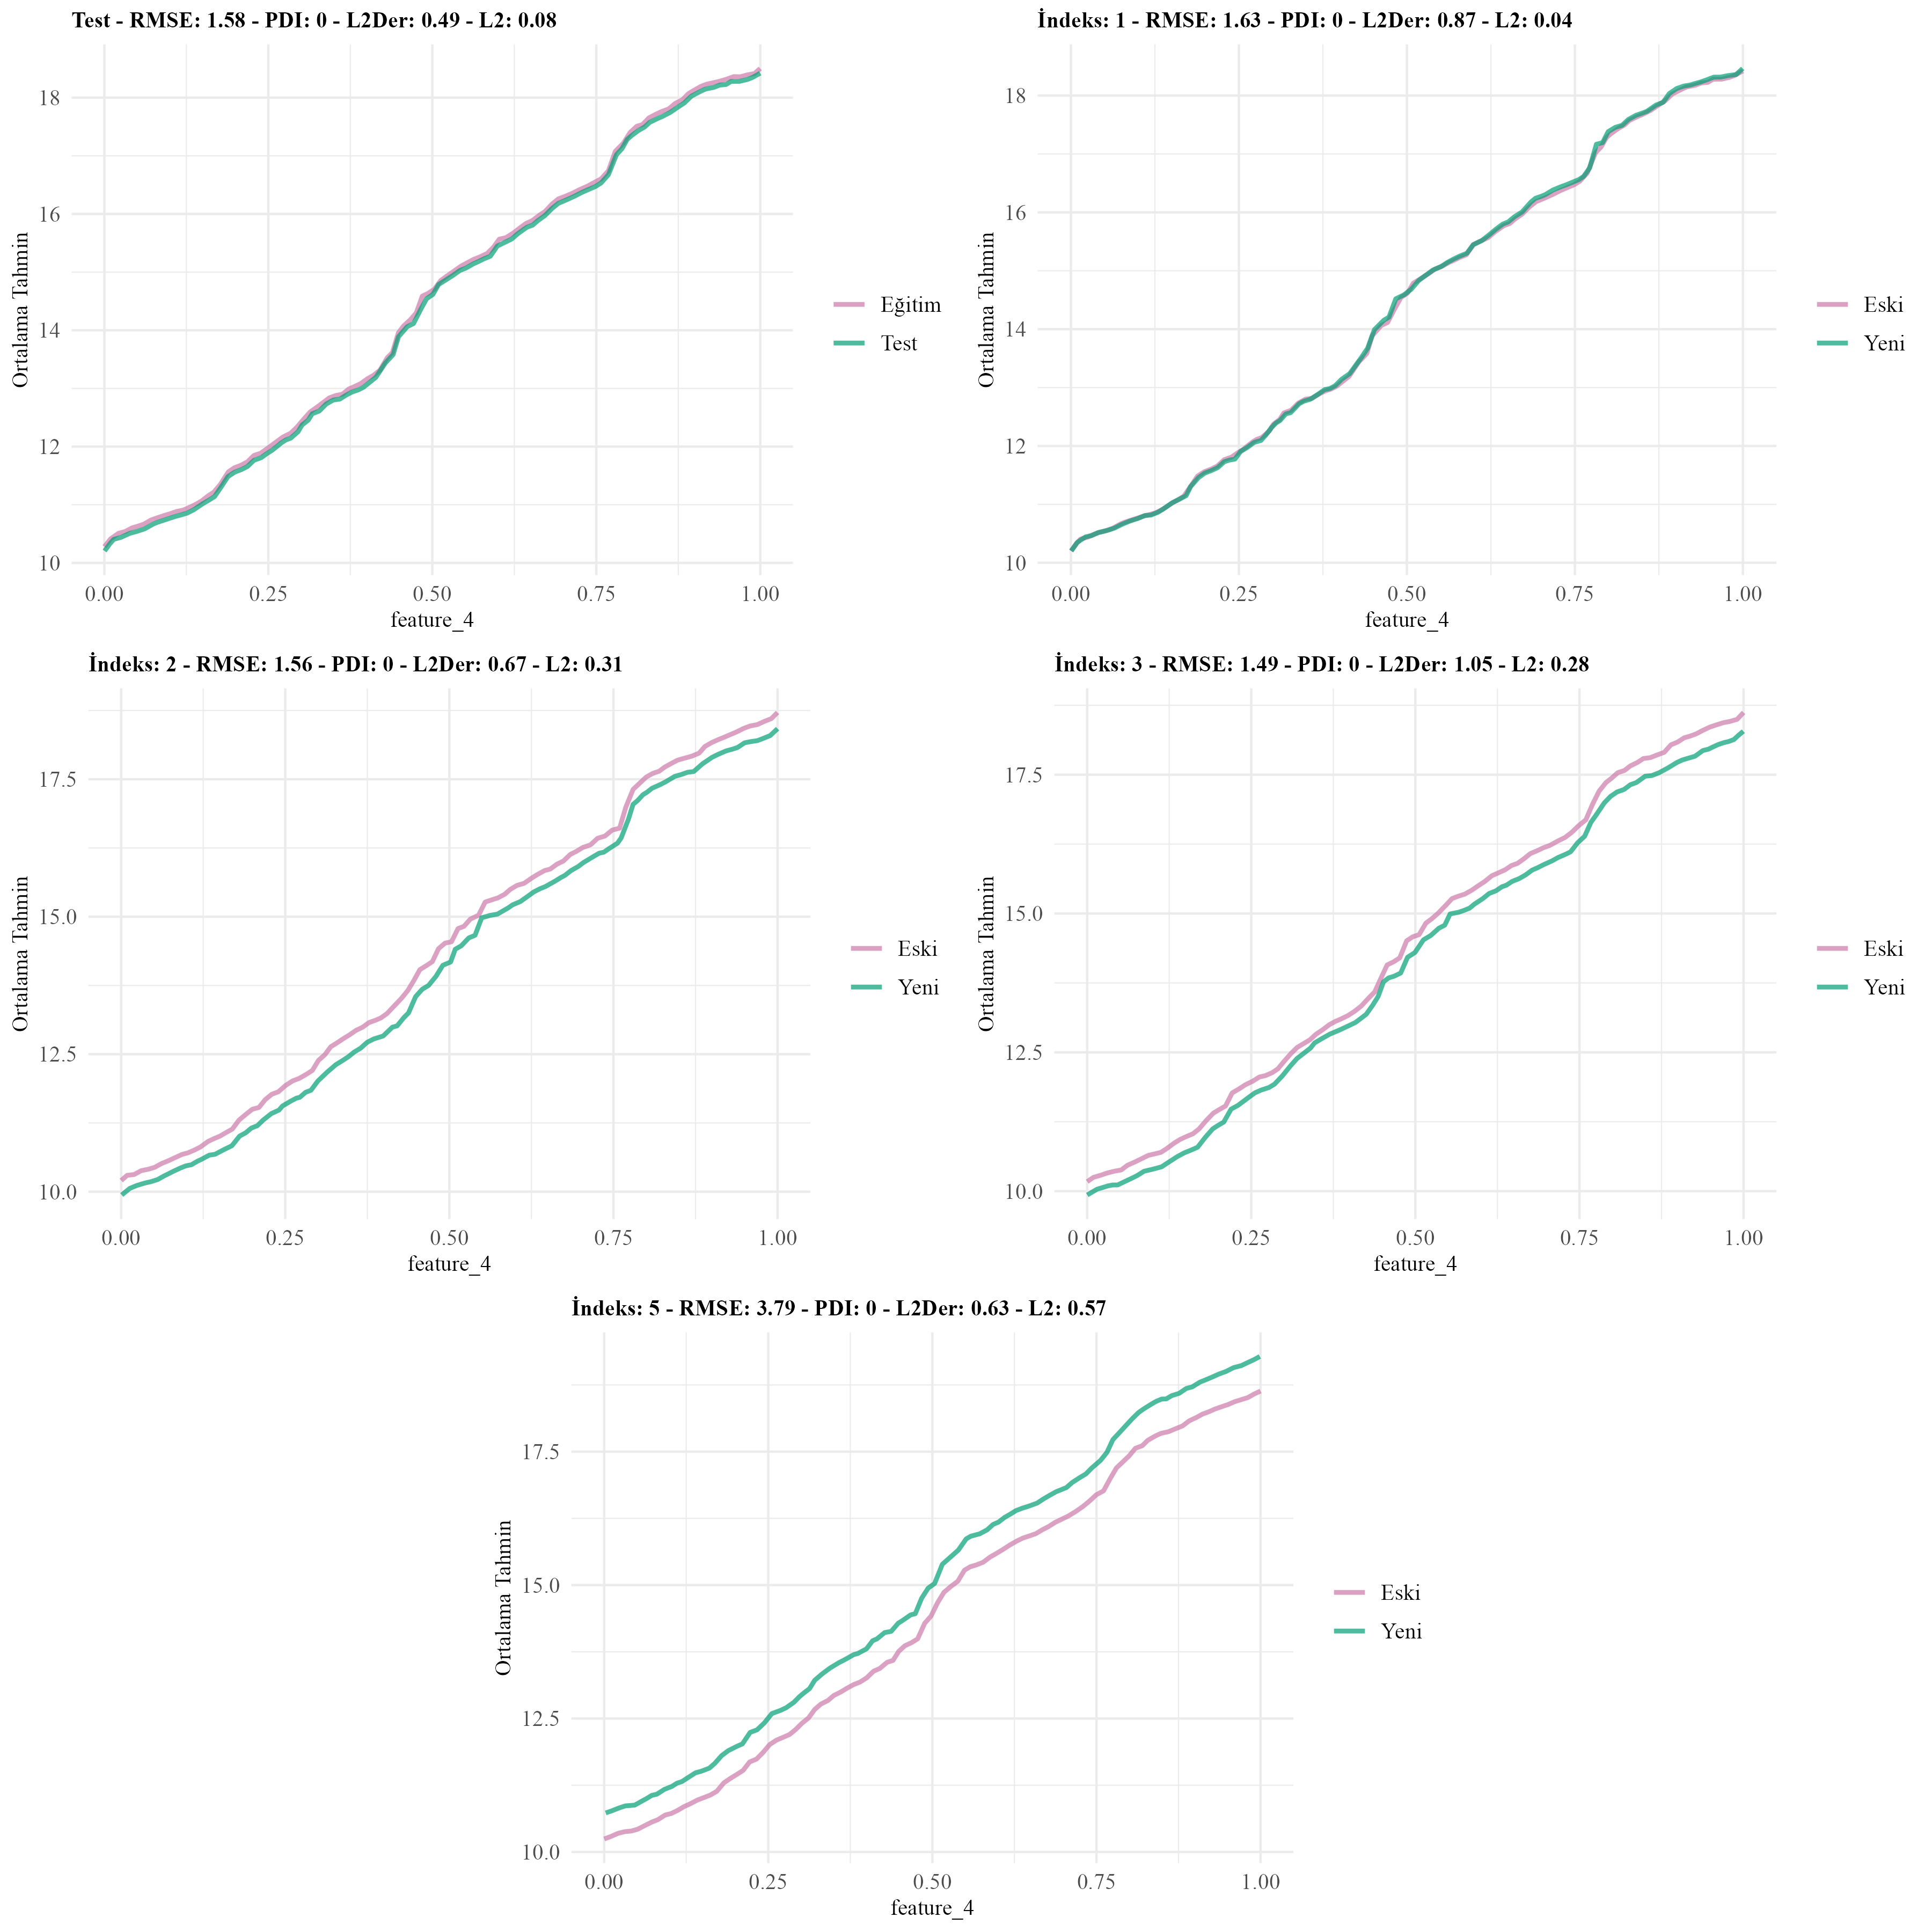 Test - RMSE: 1.58 - PDI: 0 - L2Der: 0.49 - L2: 0.08
Ortalama Tahmin
18
16
14
12
10
0.00 0.25 0.50 0.75 1.00
feature_4
Eğitim
Test
İndeks: 1 - RMSE: 1.63 - PDI: 0 - L2Der: 0.87 - L2: 0.04
Ortalama Tahmin
18
16
14
12
10
0.00 0.25 0.50 0.75 1.00
feature_4
Eski
Yeni
İndeks: 2 - RMSE: 1.56 - PDI: 0 - L2Der: 0.67 - L2: 0.31
Ortalama Tahmin
17.5
15.0
12.5
10.0
0.00 0.25 0.50 0.75 1.00
feature_4
Eski
Yeni
İndeks: 3 - RMSE: 1.49 - PDI: 0 - L2Der: 1.05 - L2: 0.28
Ortalama Tahmin
17.5
15.0
12.5
10.0
0.00 0.25 0.50 0.75 1.00
feature_4
Eski
Yeni
İndeks: 5 - RMSE: 3.79 - PDI: 0 - L2Der: 0.63 - L2: 0.57
Ortalama Tahmin
17.5
15.0
12.5
10.0
0.00 0.25 0.50 0.75 1.00
feature_4
Eski
Yeni